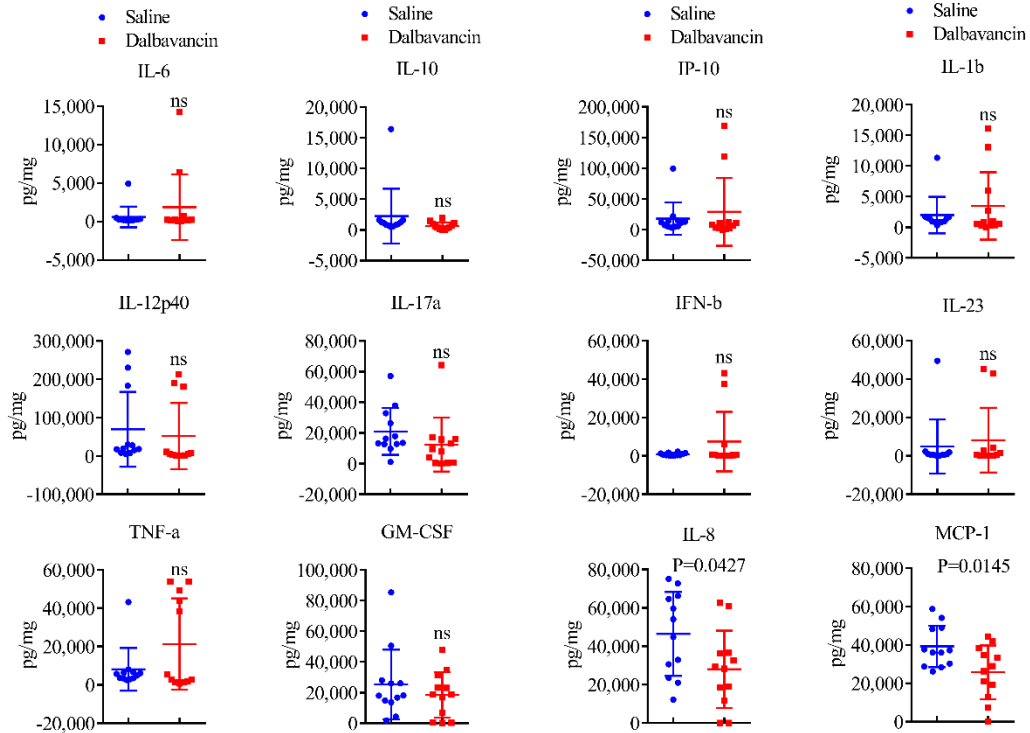 Saline
Dalbavancin
Saline
Dalbavancin
Saline
Dalbavancin
Saline
Dalbavancin
IL-6
ns
15,000
10,000
5,000
0
-5,000
pg/mg
IL-10
ns
20,000
15,000
10,000
5,000
0
-5,000
pg/mg
IP-10
ns
200,000
150,000
100,000
50,000
0
-50,000
pg/mg
IL-1b
ns
20,000
15,000
10,000
5,000
0
-5,000
pg/mg
IL-12p40
ns
300,000
200,000
100,000
0
-100,000
pg/mg
IL-17a
ns
80,000
60,000
40,000
20,000
0
-20,000
pg/mg
IFN-b
ns
60,000
40,000
20,000
0
-20,000
pg/mg
IL-23
ns
60,000
40,000
20,000
0
-20,000
pg/mg
TNF-a
ns
60,000
40,000
20,000
0
-20,000
pg/mg
GM-CSF
ns
100,000
80,000
60,000
40,000
20,000
0
pg/mg
IL-8
P=0.0427
80,000
60,000
40,000
20,000
0
pg/mg
MCP-1
P=0.0145
80,000
60,000
40,000
20,000
0
pg/mg